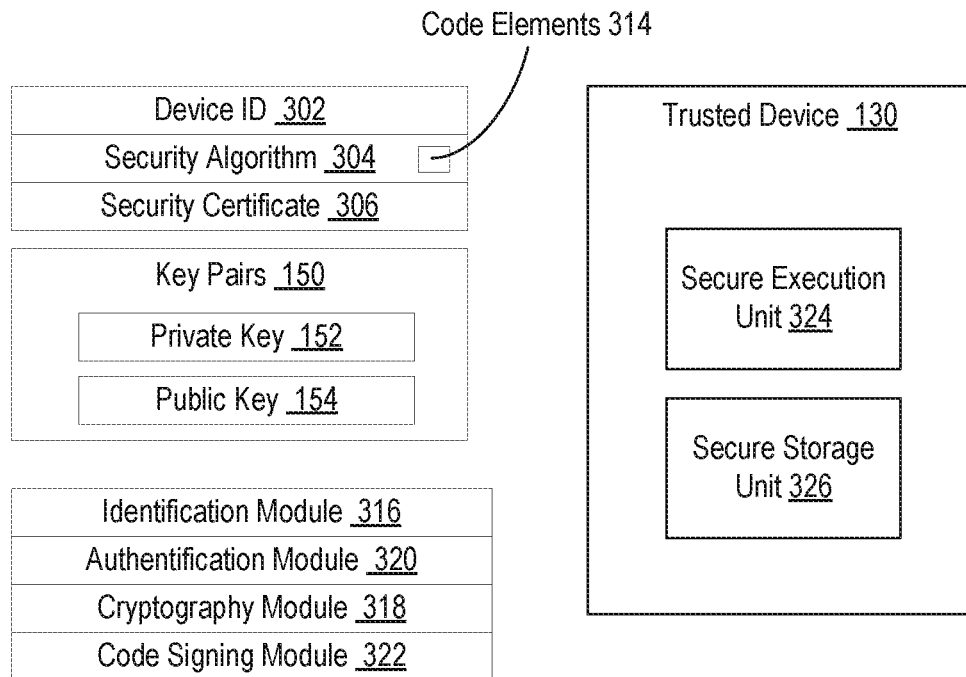 Code Elements 314
Device ID 302
Security Algorithm 304
Security Certificate 306
Key Pairs 150
Private Key 152
Public Key 154
Identification Module 316
Authentification Module 320
Cryptography Module 318
Code Signing Module 322
Trusted Device 130
Secure Execution
Unit 324
Secure Storage
Unit 326